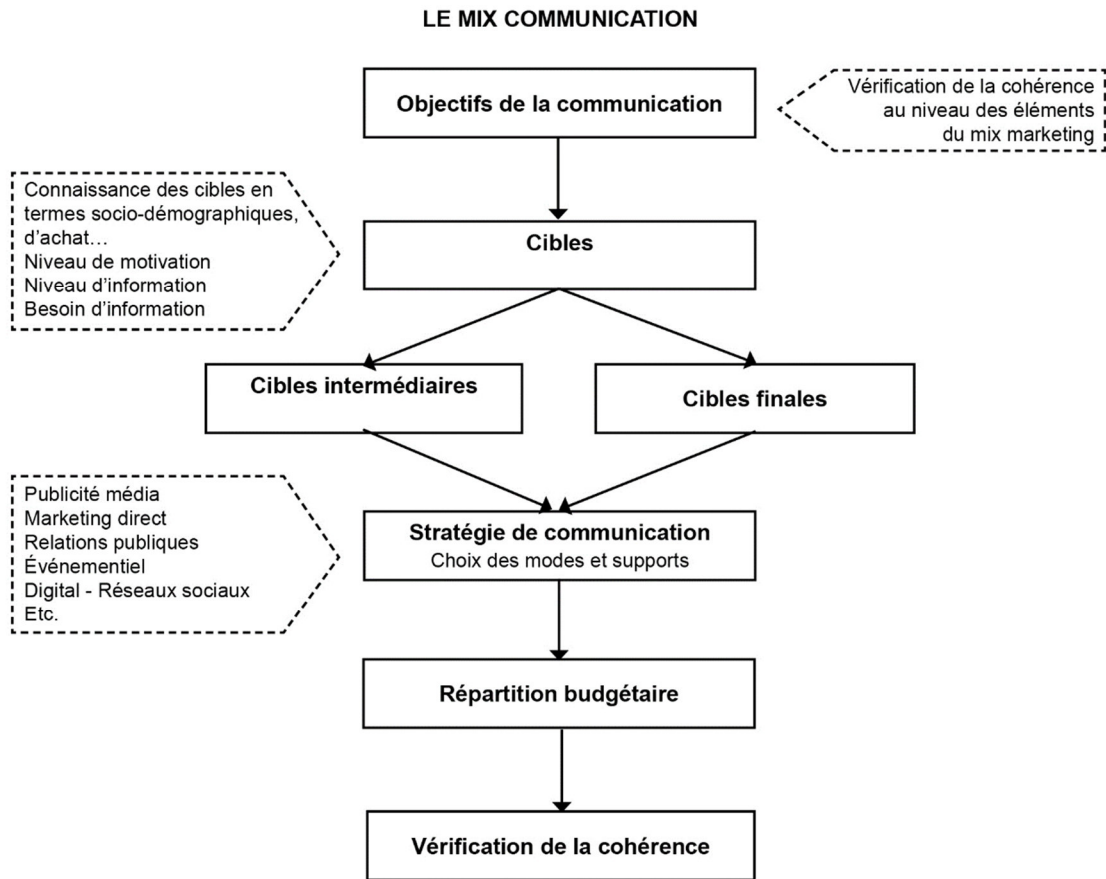 LE MIX COMMUNICATION
Objectifs de la communication
Vérification de la cohérence
au niveau des éléments
du mix marketing
Connaissance des cibles en
termes socio-démographiques,
d’achat…
Niveau de motivation
Niveau d’information
Besoin d’information
Cibles
Cibles intermédiaires
Cibles finales
Publicité média
Marketing direct
Relations publiques
Événementiel
Digital - Réseaux sociaux
Etc.
Stratégie de communication
Choix des modes et supports
Répartition budgétaire
Vérification de la cohérence